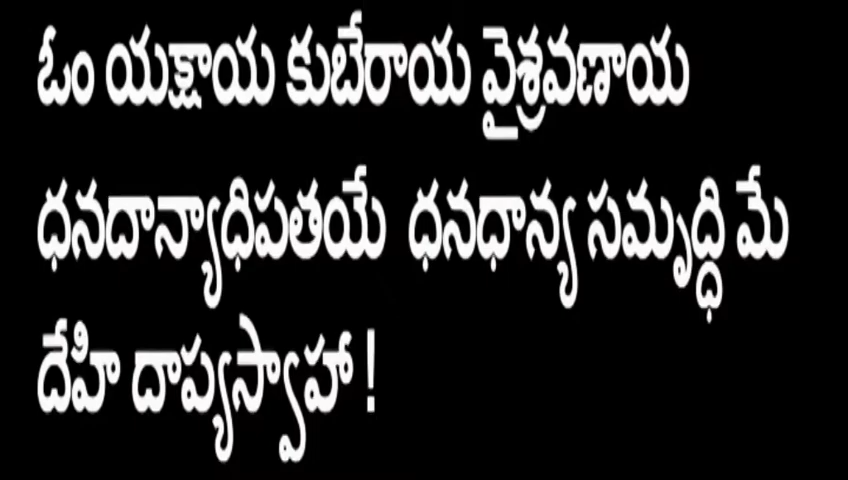 ఓం యక్షాయ కుబేరాయ వైశ్రవణాయ
ధనదాన్యాధిపతయే ధనధాన్య సమృద్ధి మే
దేహి దాప్యస్వాహా !